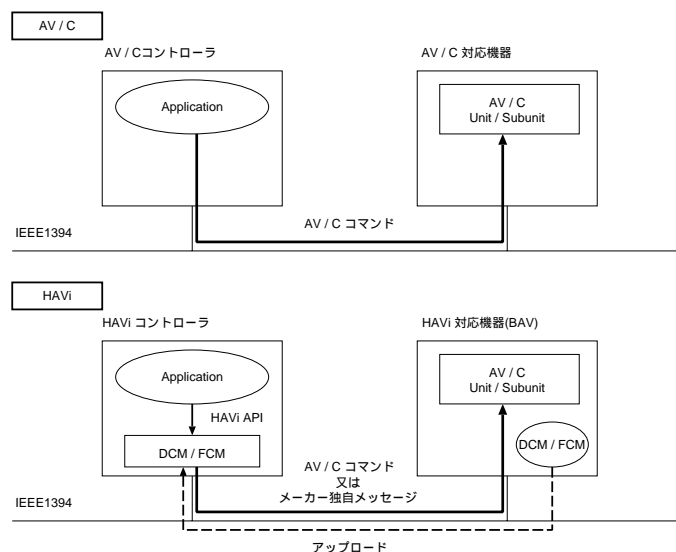 AV / C
AV / Cコントローラ
AV / C 対応機器
Application
AV / C
Unit / Subunit
AV / C コマンド
IEEE1394
HAVi
HAVi コントローラ
HAVi 対応機器(BAV)
Application
AV / C
Unit / Subunit
HAVi API
DCM / FCM
DCM / FCM
AV / C コマンド
又は
メーカー独自メッセージ
IEEE1394
アップロード